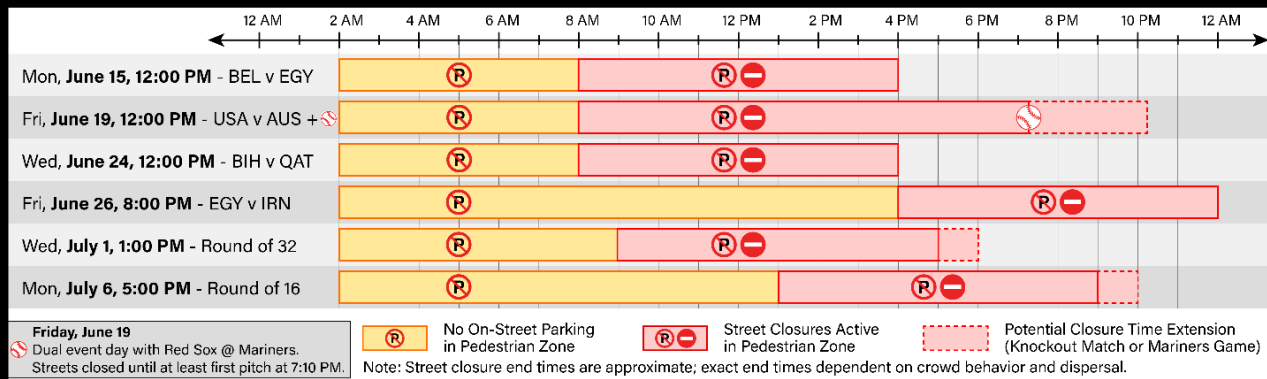 12 AM 2 AM 4 AM 6 AM 8 AM 10 AM 12 PM 2 PM 4 PM 6 PM 8 PM 10 PM 12 AM
Mon, June 15, 12:00 PM - BEL v EGY
Fri, June 19, 12:00 PM - USA v AUS +
Wed, June 24, 12:00 PM - BIH v QAT
Fri, June 26, 8:00 PM - EGY v IRN
Wed, July 1, 1:00 PM - Round of 32
Mon, July 6, 5:00 PM - Round of 16
Friday, June 19
Dual event day with Red Sox @ Mariners.
Streets closed until at least first pitch at 7:10 PM.
No On-Street Parking
in Pedestrian Zone
Street Closures Active
in Pedestrian Zone
Potential Closure Time Extension
(Knockout Match or Mariners Game)
Note: Street closure end times are approximate; exact end times dependent on crowd behavior and dispersal.